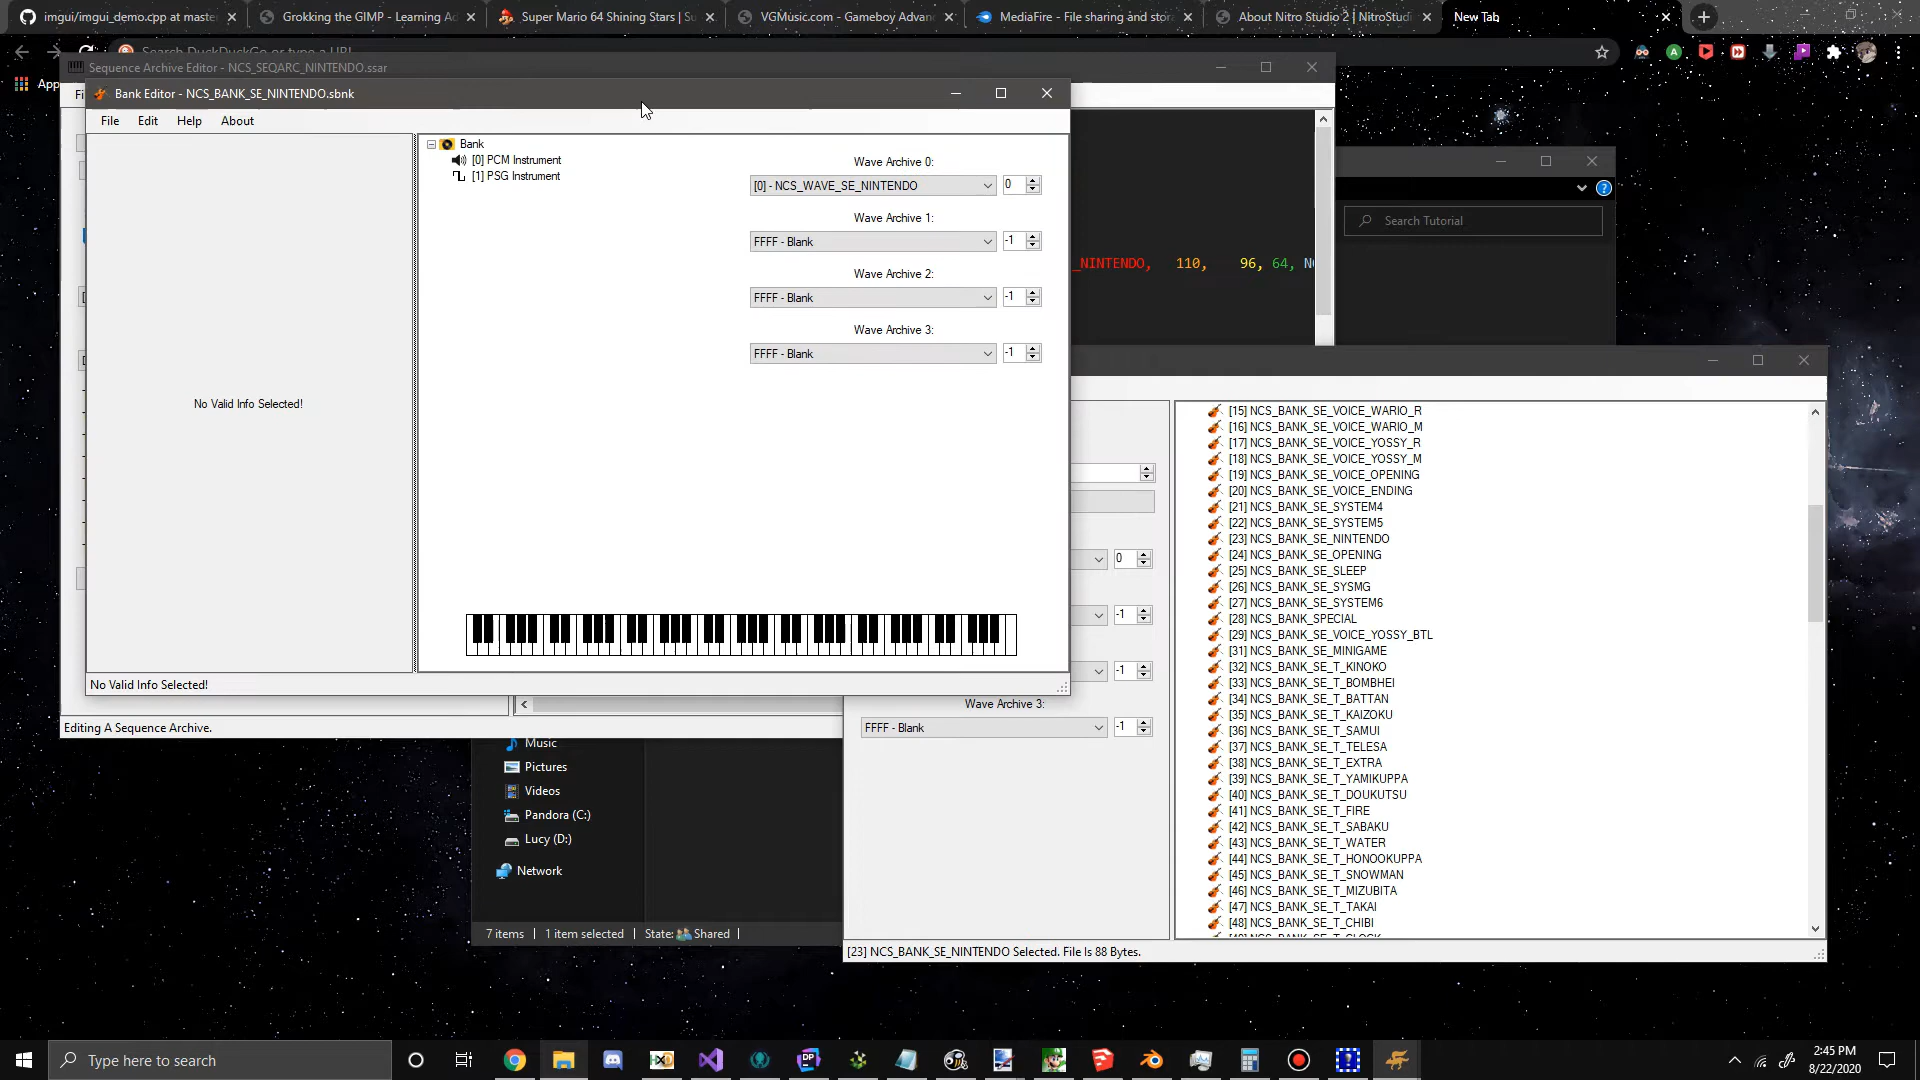 imgui/imgui_demo.cpp at maste
Grokking the GIMP - Learning Ad
Super Mario 64 Shining Stars | Su
VGMusic.com - Gameboy Advan
MediaFire - File sharing and stor
About Nitro Studio 2 | NitroStudi
New Tab
Search DuckDuckGo or type a URL
App
Sequence Archive Editor - NCS_SEQARC_NINTENDO.ssar
Fi
Bank Editor - NCS_BANK_SE_NINTENDO.sbnk
File Edit Help About
Bank
[0] PCM Instrument
[1] PSG Instrument
Wave Archive 0:
[0] - NCS_WAVE_SE_NINTENDO 0
Wave Archive 1:
FFFF - Blank -1
Wave Archive 2:
FFFF - Blank -1
Wave Archive 3:
FFFF - Blank -1
No Valid Info Selected!
No Valid Info Selected!
Editing A Sequence Archive.
_NINTENDO, 110, 96, 64, N
Search Tutorial
0
-1
-1
Wave Archive 3:
FFFF - Blank -1
[15] NCS_BANK_SE_VOICE_WARIO_R
[16] NCS_BANK_SE_VOICE_WARIO_M
[17] NCS_BANK_SE_VOICE_YOSSY_R
[18] NCS_BANK_SE_VOICE_YOSSY_M
[19] NCS_BANK_SE_VOICE_OPENING
[20] NCS_BANK_SE_VOICE_ENDING
[21] NCS_BANK_SE_SYSTEM4
[22] NCS_BANK_SE_SYSTEM5
[23] NCS_BANK_SE_NINTENDO
[24] NCS_BANK_SE_OPENING
[25] NCS_BANK_SE_SLEEP
[26] NCS_BANK_SE_SYSMG
[27] NCS_BANK_SE_SYSTEM6
[28] NCS_BANK_SPECIAL
[29] NCS_BANK_SE_VOICE_YOSSY_BTL
[31] NCS_BANK_SE_MINIGAME
[32] NCS_BANK_SE_T_KINOKO
[33] NCS_BANK_SE_T_BOMBHEI
[34] NCS_BANK_SE_T_BATTAN
[35] NCS_BANK_SE_T_KAIZOKU
[36] NCS_BANK_SE_T_SAMUI
[37] NCS_BANK_SE_T_TELESA
[38] NCS_BANK_SE_T_EXTRA
[39] NCS_BANK_SE_T_YAMIKUPPA
[40] NCS_BANK_SE_T_DOUKUTSU
[41] NCS_BANK_SE_T_FIRE
[42] NCS_BANK_SE_T_SABAKU
[43] NCS_BANK_SE_T_WATER
[44] NCS_BANK_SE_T_HONOOKUPPA
[45] NCS_BANK_SE_T_SNOWMAN
[46] NCS_BANK_SE_T_MIZUBITA
[47] NCS_BANK_SE_T_TAKAI
[48] NCS_BANK_SE_T_CHIBI
[23] NCS_BANK_SE_NINTENDO Selected. File Is 88 Bytes.
Music
Pictures
Videos
Pandora (C:)
Lucy (D:)
Network
7 items 1 item selected State: Shared
Type here to search
2:45 PM
8/22/2020